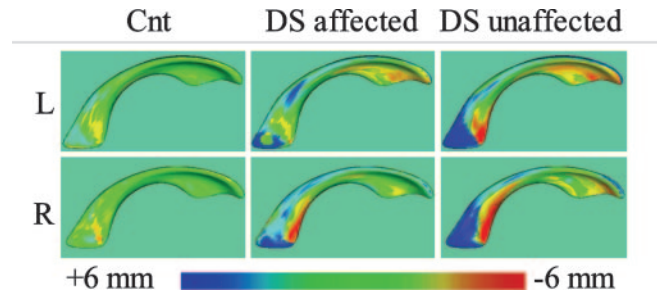 Cnt DS affected DS unaffected
L
R
+6 mm -6 mm